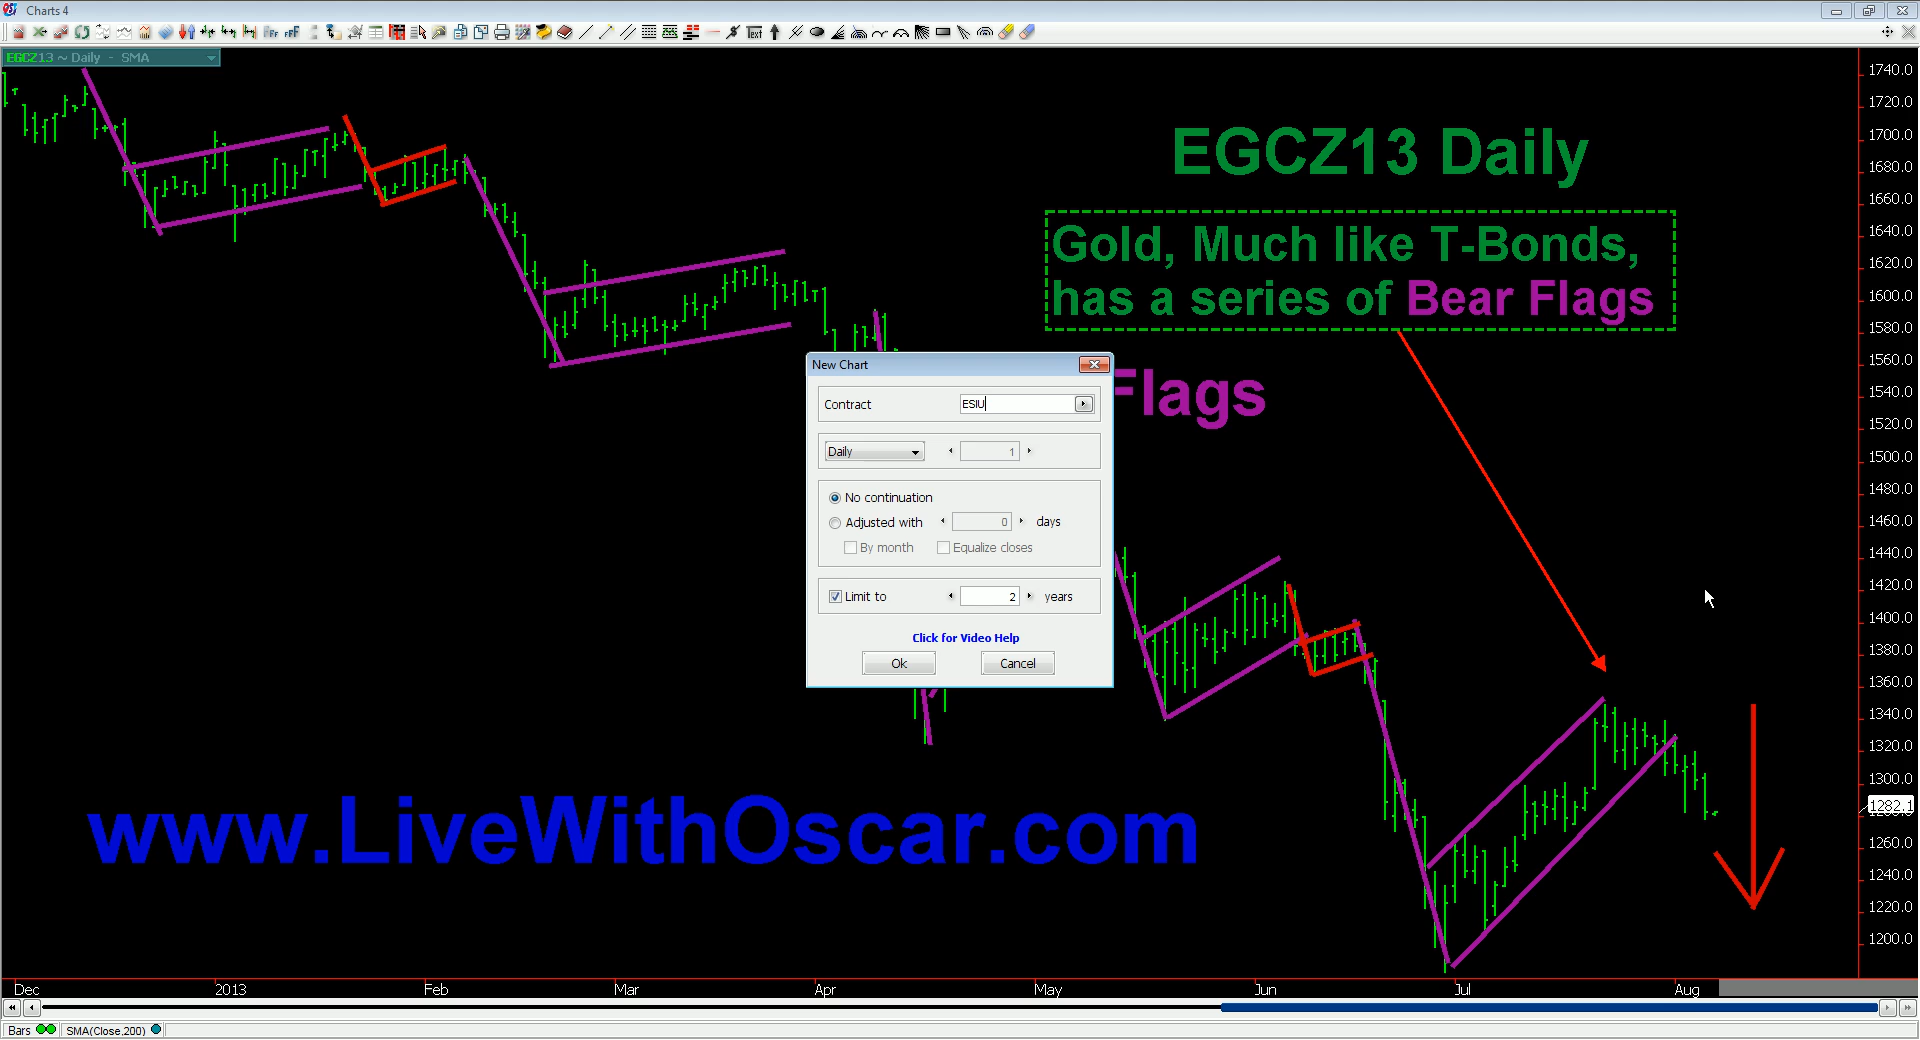 Charts 4
Text
EGCZ13 ~ Daily - SMA
1740.0
1720.0
1700.0
1680.0
1660.0
1640.0
1620.0
1600.0
1580.0
1560.0
1540.0
1520.0
1500.0
1480.0
1460.0
1440.0
1420.0
1400.0
1380.0
1360.0
1340.0
1320.0
1300.0
1282.1
1260.0
1240.0
1220.0
1200.0
EGCZ13 Daily
Gold, Much like T-Bonds,
has a series of Bear Flags
Flags
New Chart
Contract ESIU
Daily 1
No continuation
Adjusted with 0 days
By month Equalize closes
Limit to 2 years
Click for Video Help
Ok Cancel
www.LiveWithOscar.com
Dec 2013 Feb Mar Apr May Jun Jul Aug
Bars SMA(Close,200)